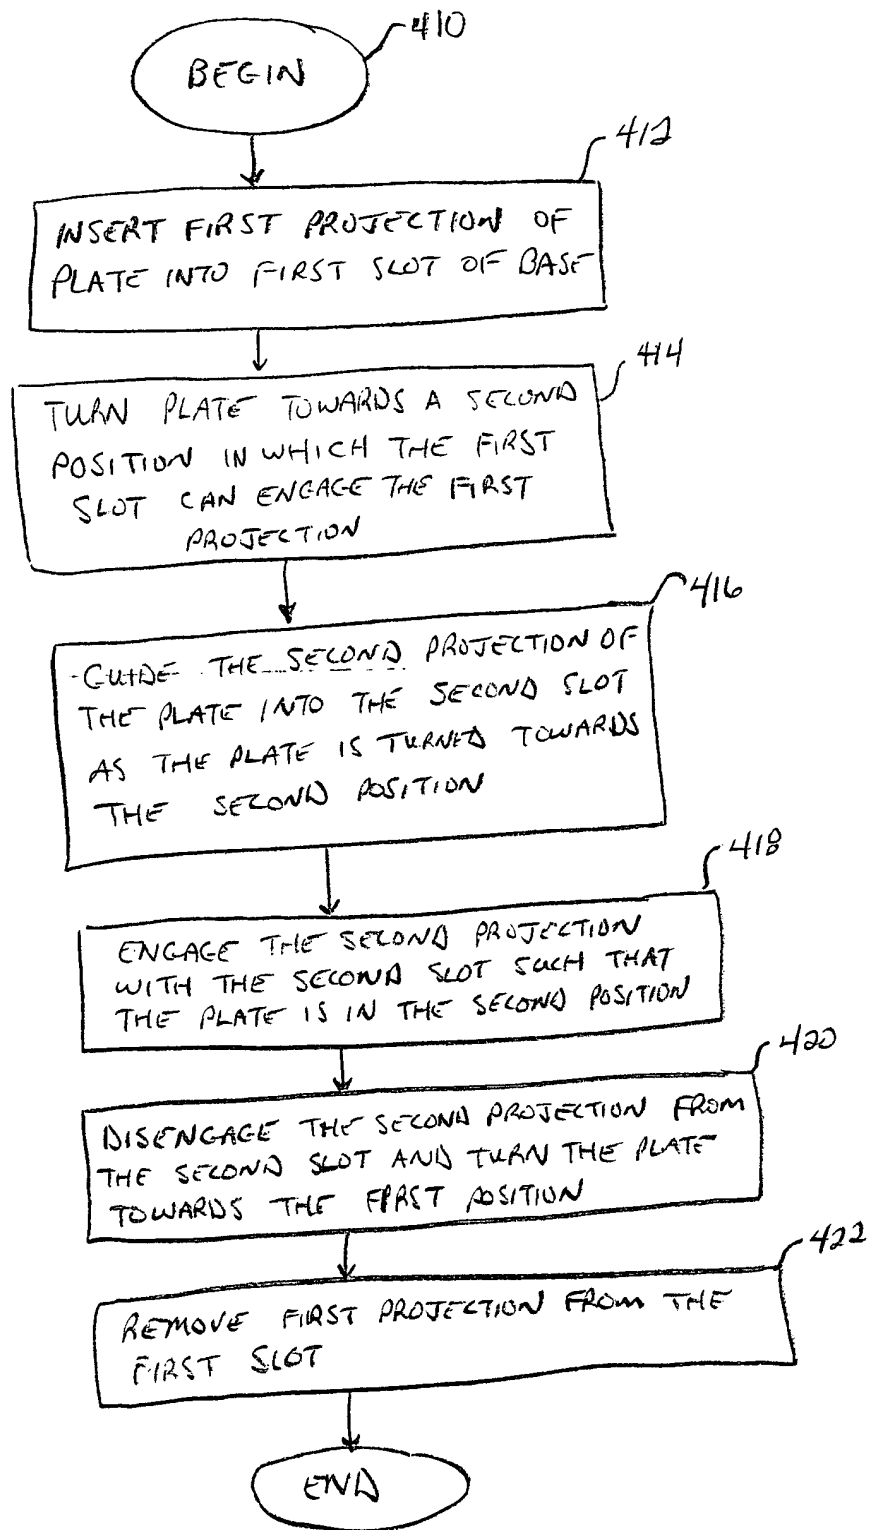 410
BEGIN
412
INSERT FIRST PROJECTION OF
PLATE INTO FIRST SLOT OF BASE
414
TURN PLATE TOWARDS A SECOND
POSITION IN WHICH THE FIRST
SLOT CAN ENGAGE THE FIRST
PROJECTION
416
GUIDE THE SECOND PROJECTION OF
THE PLATE INTO THE SECOND SLOT
AS THE PLATE IS TURNED TOWARDS
THE SECOND POSITION
418
ENGAGE THE SECOND PROJECTION
WITH THE SECOND SLOT SUCH THAT
THE PLATE IS IN THE SECOND POSITION
420
DISENGAGE THE SECOND PROJECTION FROM
THE SECOND SLOT AND TURN THE PLATE
TOWARDS THE FIRST POSITION
422
REMOVE FIRST PROJECTION FROM THE
FIRST SLOT
END